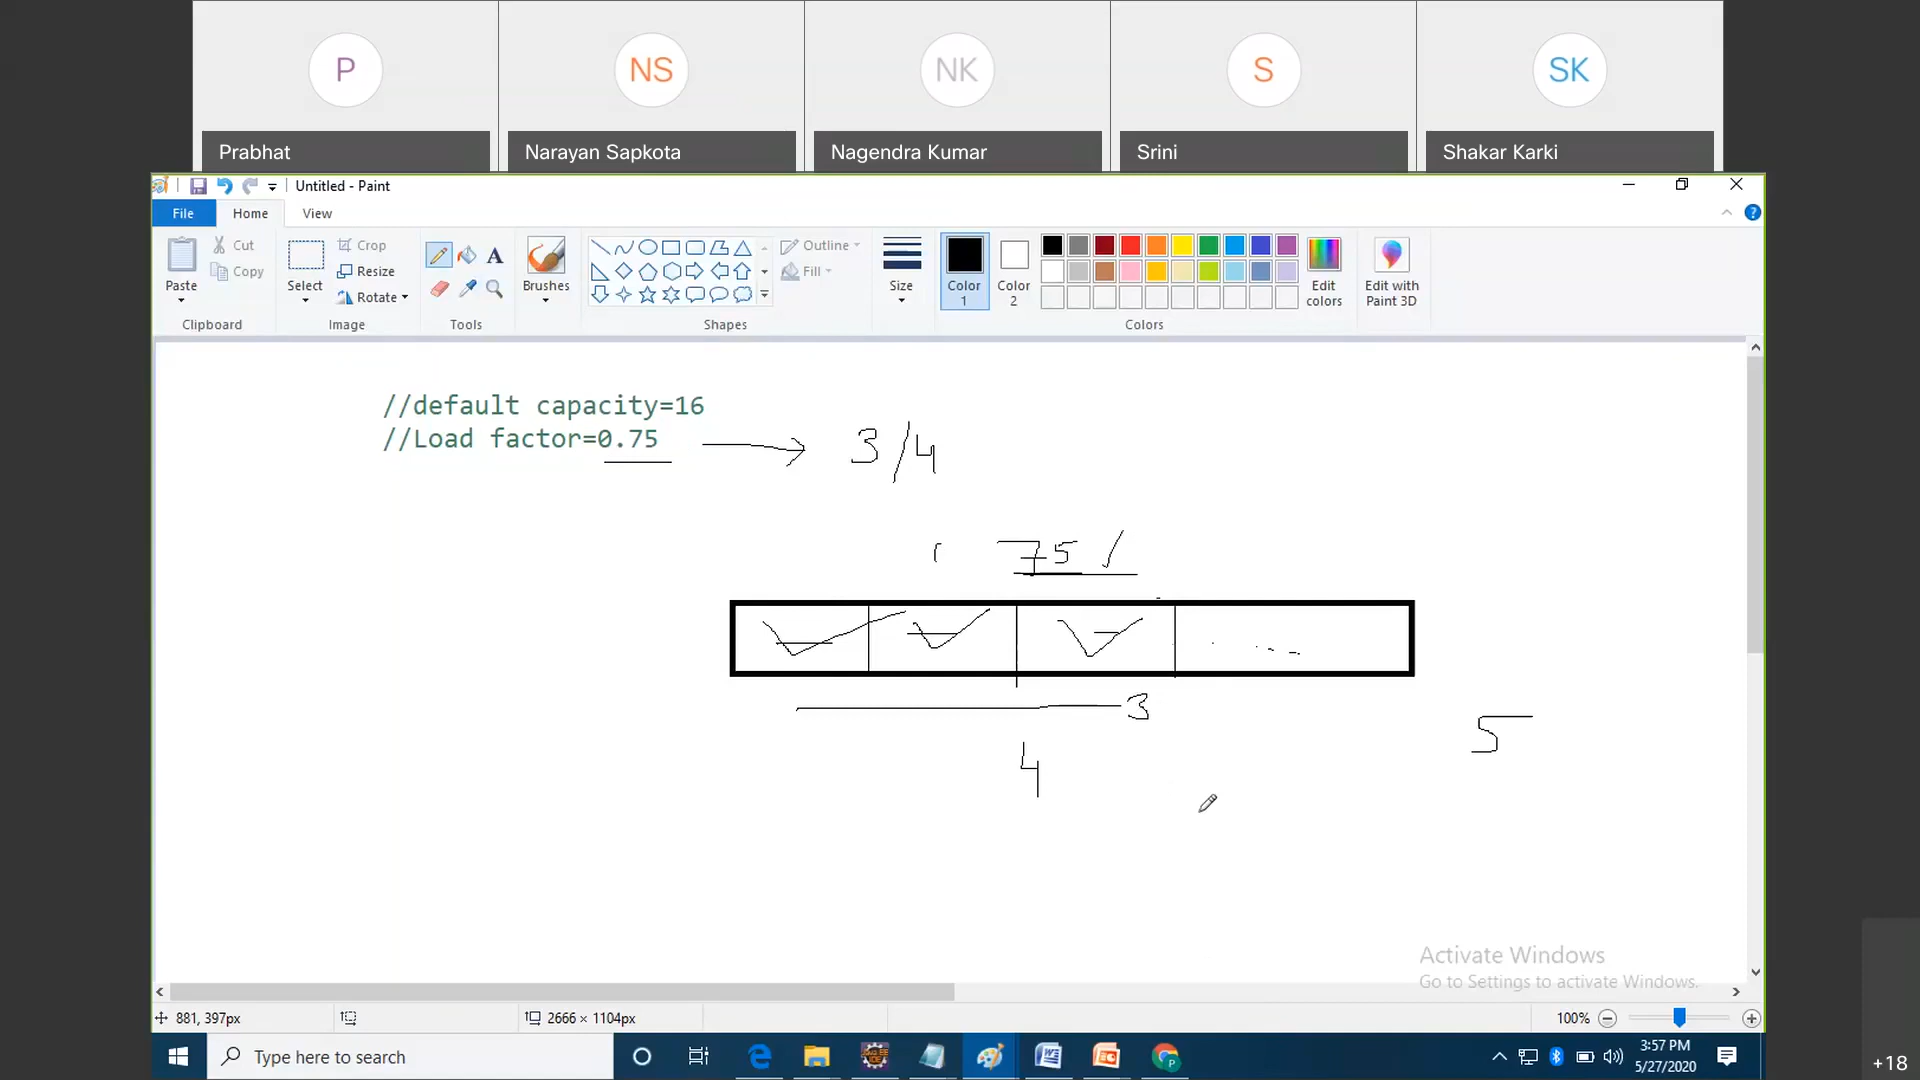 P NS NK S SK
Prabhat Narayan Sapkota Nagendra Kumar Srini Shakar Karki
Untitled - Paint
File Home View
Cut Crop Outline
Copy Resize Fill
Paste Select Rotate Brushes Size Color 1 Color 2 Edit colors Edit with Paint 3D
Clipboard Image Tools Shapes Colors
//default capacity=16
//Load factor=0.75 3/4
75 /
3
5
4
Activate Windows
Go to Settings to activate Windows.
881, 397px 2666 × 1104px 100%
Type here to search
3:57 PM
5/27/2020
+18